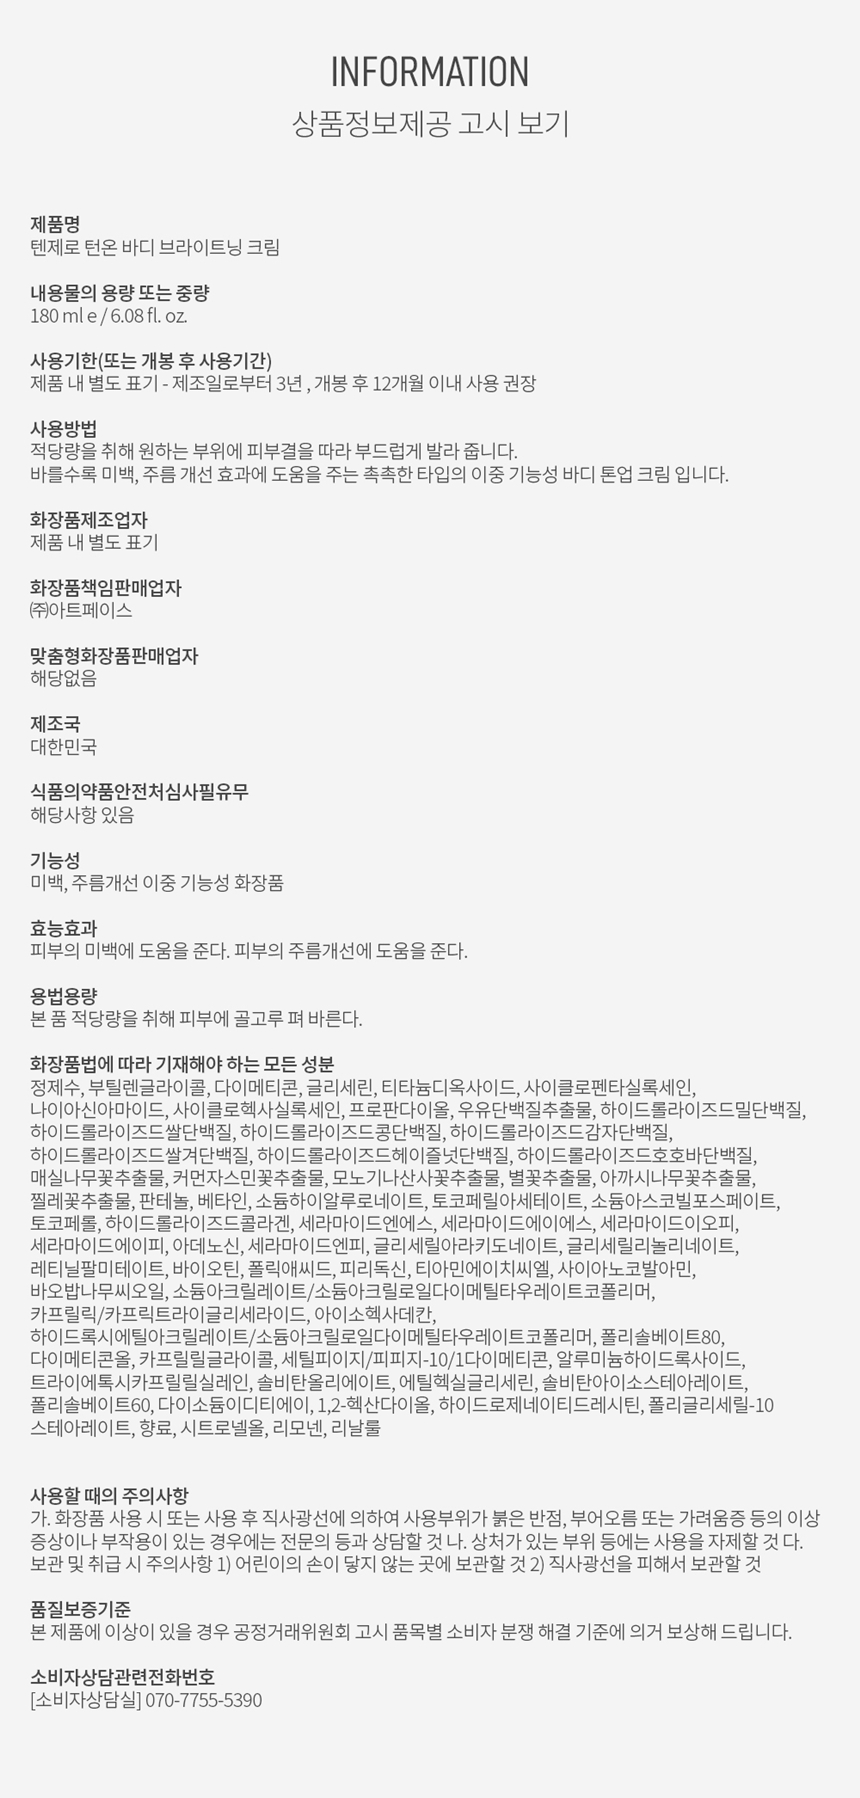 INFORMATION
상품정보제공 고시 보기
제품명
텐제로 턴온 바디 브라이트닝 크림
내용물의 용량 또는 중량
180 ml e / 6.08 fl. oz.
사용기한(또는 개봉 후 사용기간)
제품 내 별도 표기 - 제조일로부터 3년 , 개봉 후 12개월 이내 사용 권장
사용방법
적당량을 취해 원하는 부위에 피부결을 따라 부드럽게 발라 줍니다.
바를수록 미백, 주름 개선 효과에 도움을 주는 촉촉한 타입의 이중 기능성 바디 톤업 크림 입니다.
화장품제조업자
제품 내 별도 표기
화장품책임판매업자
㈜아트페이스
맞춤형화장품판매업자
해당없음
제조국
대한민국
식품의약품안전처심사필유무
해당사항 있음
기능성
미백, 주름개선 이중 기능성 화장품
효능효과
피부의 미백에 도움을 준다. 피부의 주름개선에 도움을 준다.
용법용량
본 품 적당량을 취해 피부에 골고루 펴 바른다.
화장품법에 따라 기재해야 하는 모든 성분
정제수, 부틸렌글라이콜, 다이메티콘, 글리세린, 티타늄디옥사이드, 사이클로펜타실록세인,
나이아신아마이드, 사이클로헥사실록세인, 프로판다이올, 우유단백질추출물, 하이드롤라이즈드밀단백질,
하이드롤라이즈드쌀단백질, 하이드롤라이즈드콩단백질, 하이드롤라이즈드감자단백질,
하이드롤라이즈드쌀겨단백질, 하이드롤라이즈드헤이즐넛단백질, 하이드롤라이즈드호호바단백질,
매실나무꽃추출물, 커먼자스민꽃추출물, 모노기나산사꽃추출물, 별꽃추출물, 아까시나무꽃추출물,
찔레꽃추출물, 판테놀, 베타인, 소듐하이알루로네이트, 토코페릴아세테이트, 소듐아스코빌포스페이트,
토코페롤, 하이드롤라이즈드콜라겐, 세라마이드엔에스, 세라마이드에이에스, 세라마이드이오피,
세라마이드에이피, 아데노신, 세라마이드엔피, 글리세릴아라키도네이트, 글리세릴리놀리네이트,
레티닐팔미테이트, 바이오틴, 폴릭애씨드, 피리독신, 티아민에이치씨엘, 사이아노코발아민,
바오밥나무씨오일, 소듐아크릴레이트/소듐아크릴로일다이메틸타우레이트코폴리머,
카프릴릭/카프릭트라이글리세라이드, 아이소헥사데칸,
하이드록시에틸아크릴레이트/소듐아크릴로일다이메틸타우레이트코폴리머, 폴리솔베이트80,
다이메티콘올, 카프릴릴글라이콜, 세틸피이지/피피지-10/1다이메티콘, 알루미늄하이드록사이드,
트라이에톡시카프릴릴실레인, 솔비탄올리에이트, 에틸헥실글리세린, 솔비탄아이소스테아레이트,
폴리솔베이트60, 다이소듐이디티에이, 1,2-헥산다이올, 하이드로제네이티드레시틴, 폴리글리세릴-10
스테아레이트, 향료, 시트로넬올, 리모넨, 리날룰
사용할 때의 주의사항
가. 화장품 사용 시 또는 사용 후 직사광선에 의하여 사용부위가 붉은 반점, 부어오름 또는 가려움증 등의 이상
증상이나 부작용이 있는 경우에는 전문의 등과 상담할 것 나. 상처가 있는 부위 등에는 사용을 자제할 것 다.
보관 및 취급 시 주의사항 1) 어린이의 손이 닿지 않는 곳에 보관할 것 2) 직사광선을 피해서 보관할 것
품질보증기준
본 제품에 이상이 있을 경우 공정거래위원회 고시 품목별 소비자 분쟁 해결 기준에 의거 보상해 드립니다.
소비자상담관련전화번호
[소비자상담실] 070-7755-5390